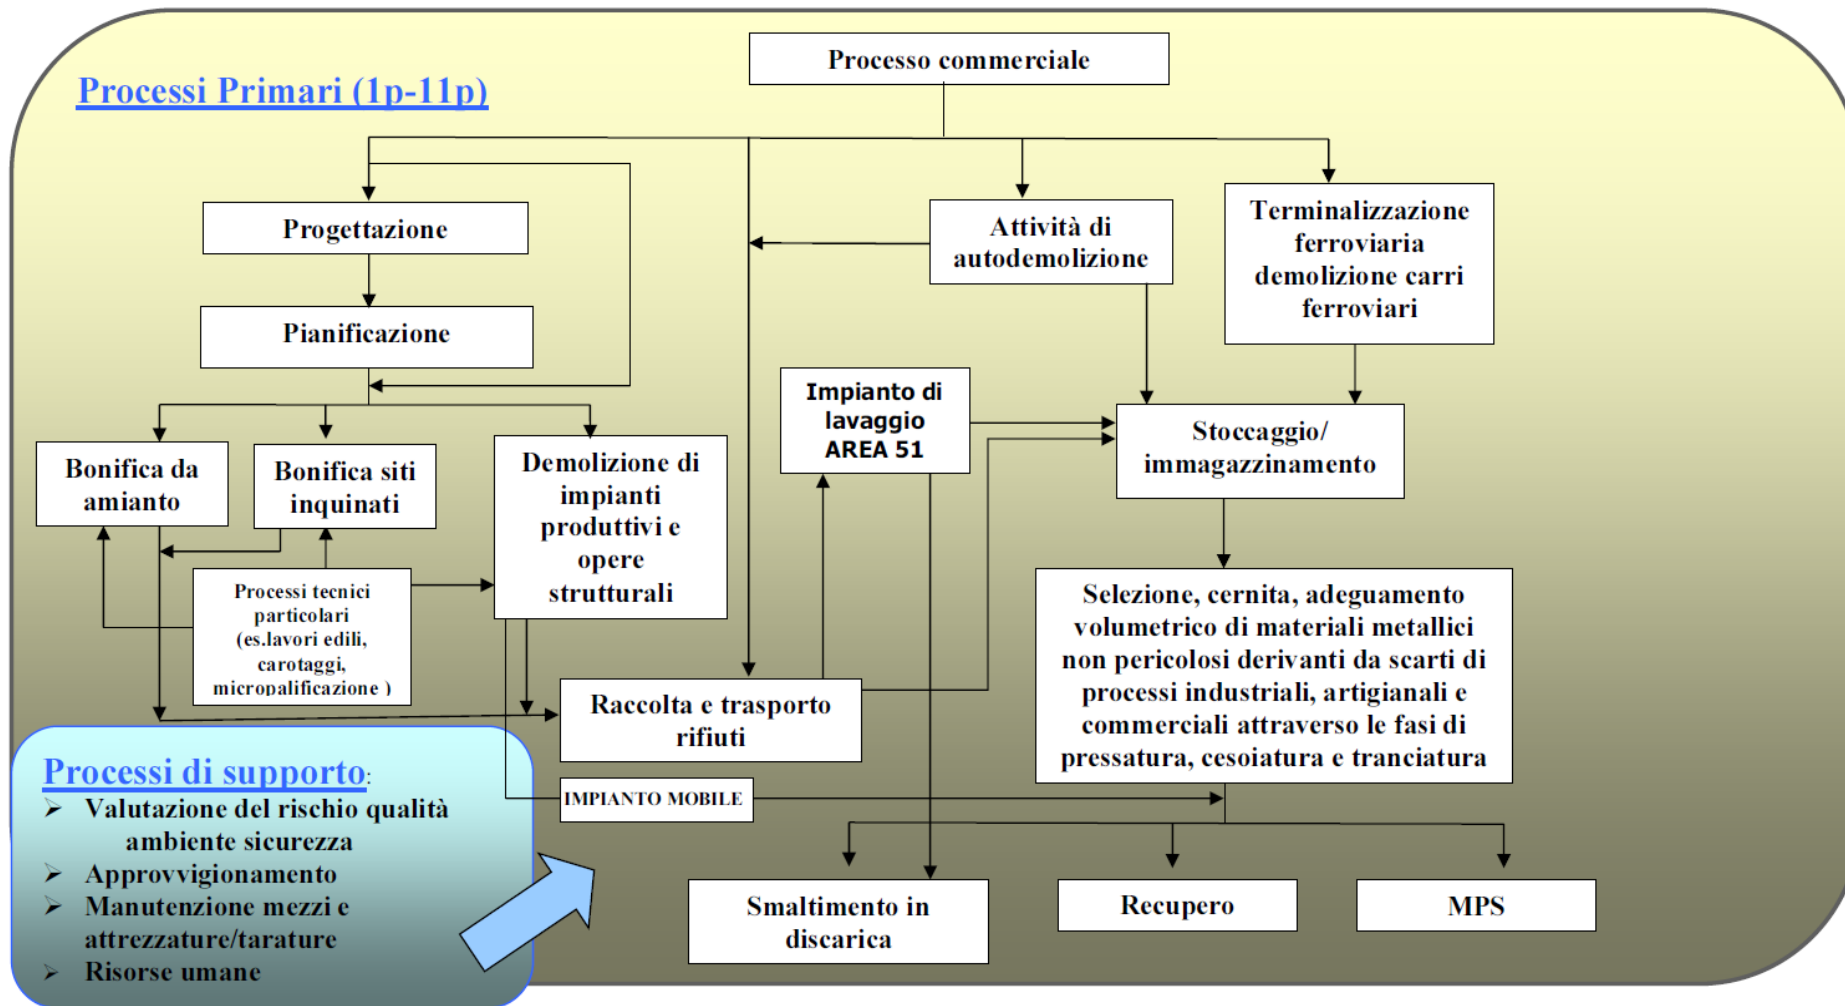 Processo commerciale
Processi Primari (1p-11p)
Progettazione
Attività di
autodemolizione
Terminalizzazione
ferroviaria
demolizione carri
ferroviari
Pianificazione
Impianto di
lavaggio
AREA 51
Stoccaggio/
immagazzinamento
Bonifica da
amianto
Bonifica siti
inquinati
Demolizione di
impianti
produttivi e
opere
strutturali
Processi tecnici
particolari
(es.lavori edili,
carotaggi,
micropalificazione )
Selezione, cernita, adeguamento
volumetrico di materiali metallici
non pericolosi derivanti da scarti di
processi industriali, artigianali e
commerciali attraverso le fasi di
pressatura, cesoiatura e tranciatura
Raccolta e trasporto
rifiuti
IMPIANTO MOBILE
Processi di supporto:
➢ Valutazione del rischio qualità
ambiente sicurezza
➢ Approvvigionamento
➢ Manutenzione mezzi e
attrezzature/tarature
➢ Risorse umane
Smaltimento in
discarica
Recupero
MPS